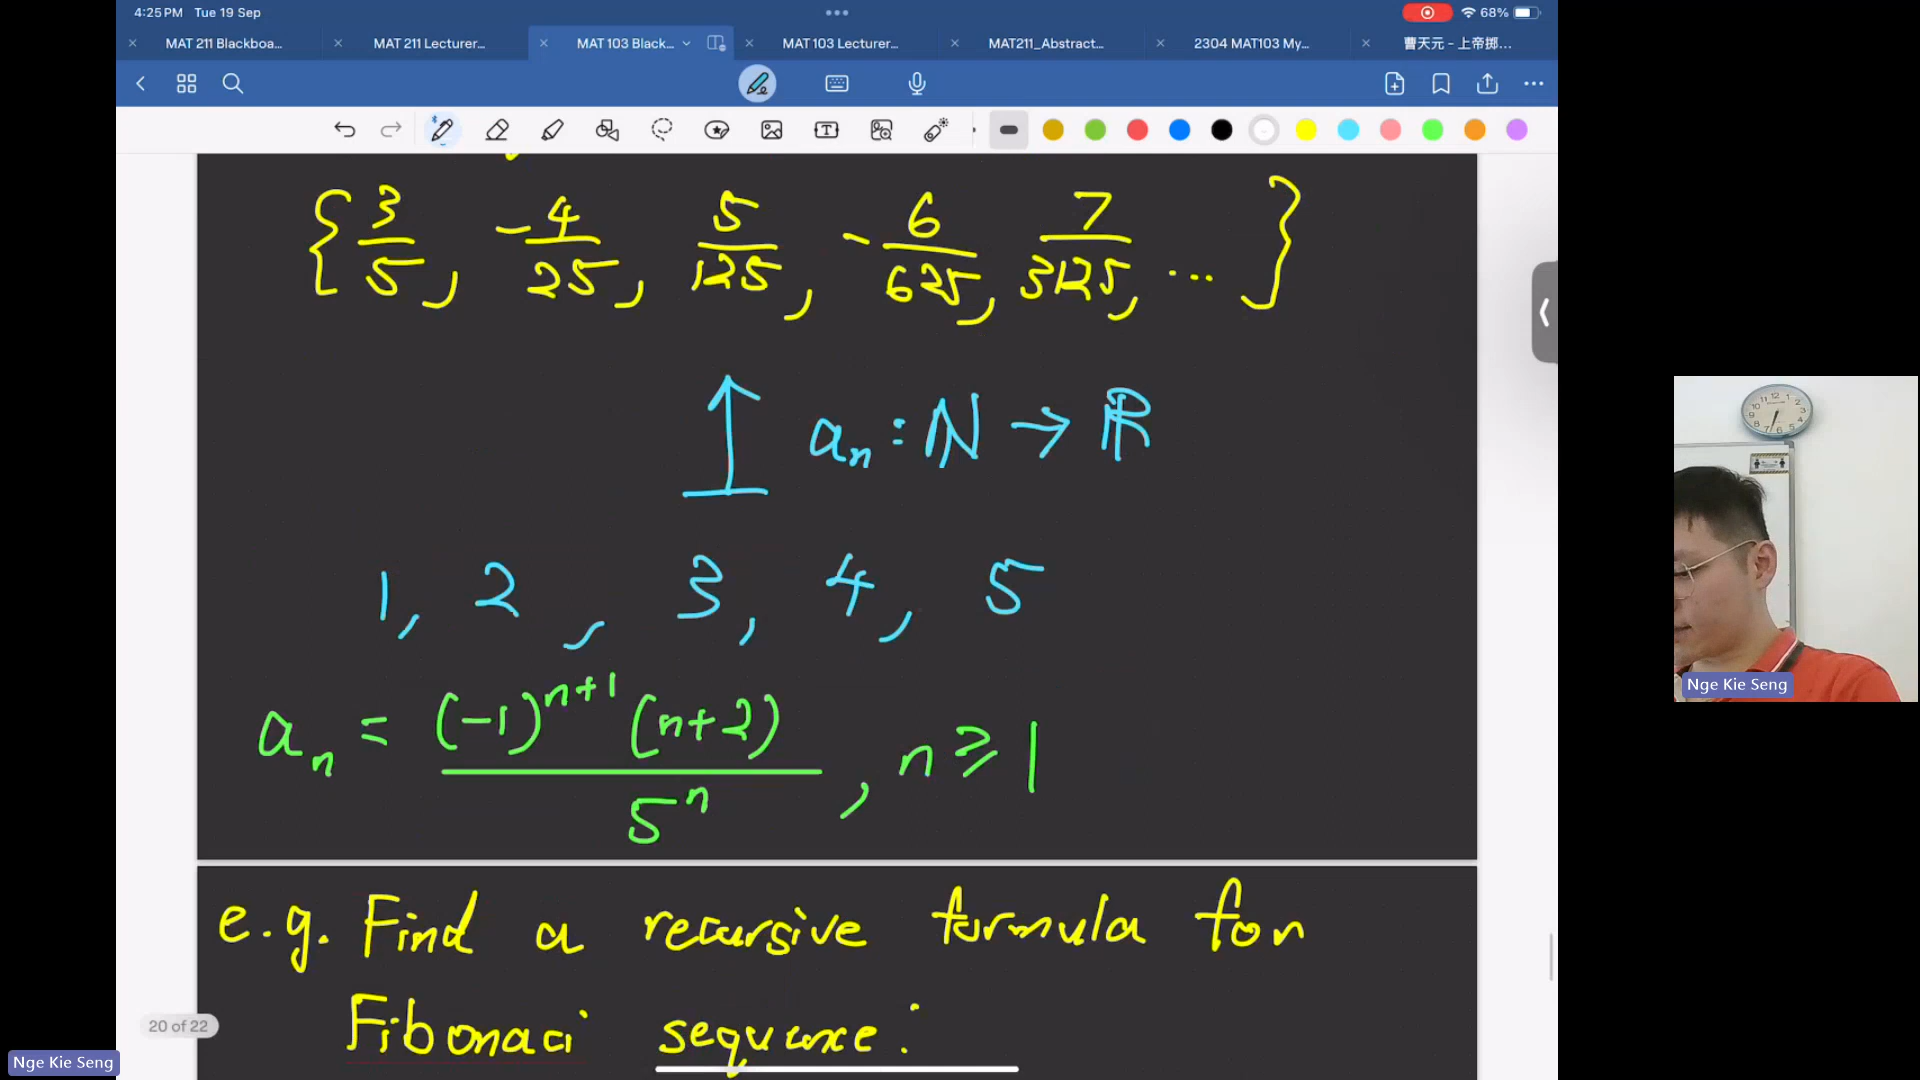 4:25 PM Tue 19 Sep
68%
MAT 211 Blackboa...
MAT 211 Lecturer...
MAT 103 Black...
MAT 103 Lecturer...
MAT211_Abstract...
2304 MAT103 My...
曹天元 - 上帝掷...
{3/5, -4/25, 5/125, -6/625, 7/3125, ... }
aₙ : ℕ → ℝ
1, 2, 3, 4, 5
aₙ = (-1)ⁿ⁺¹ (n+2) / 5ⁿ , n ≥ 1
e.g. Find a recursive formula for
Fibonaci sequence:
20 of 22
Nge Kie Seng
Nge Kie Seng